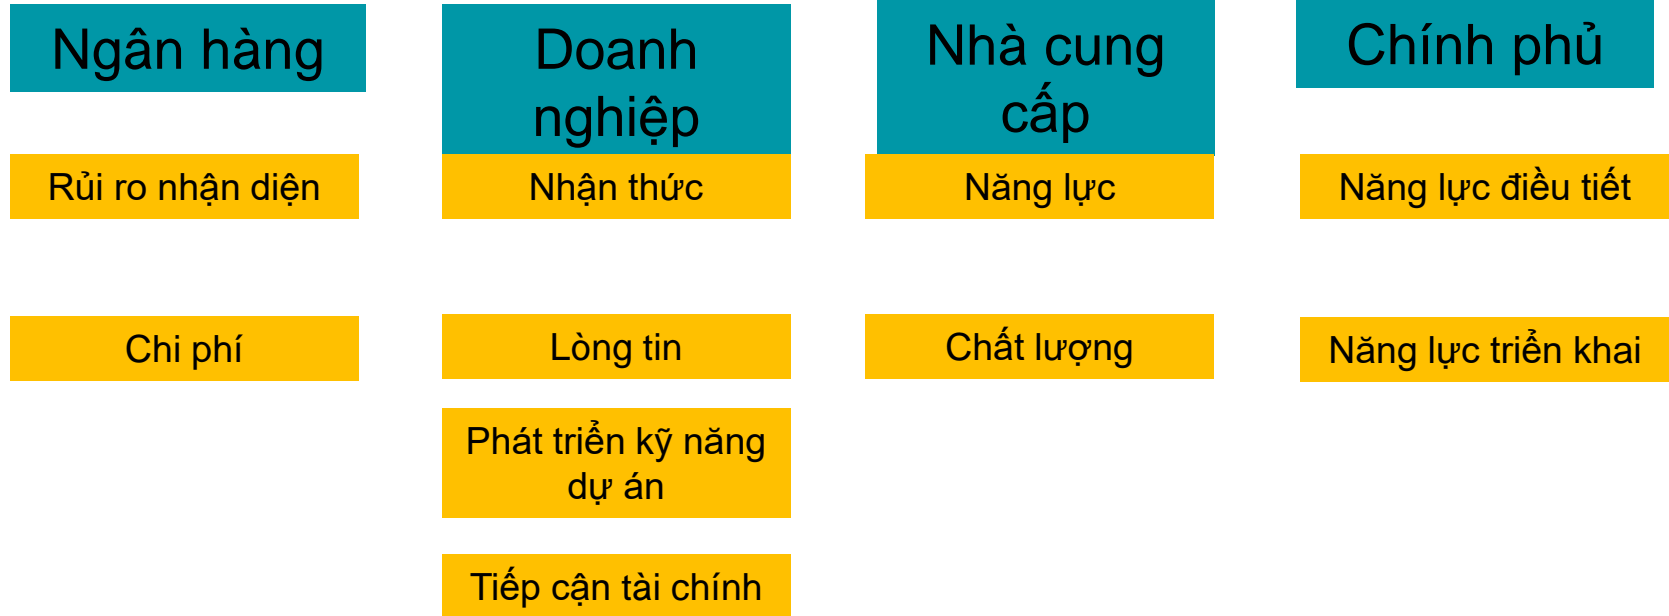 Ngân hàng
Doanh
nghiệp
Nhà cung
cấp
Chính phủ
Rủi ro nhận diện
Nhận thức
Năng lực
Năng lực điều tiết
Chi phí
Lòng tin
Chất lượng
Năng lực triển khai
Phát triển kỹ năng
dự án
Tiếp cận tài chính